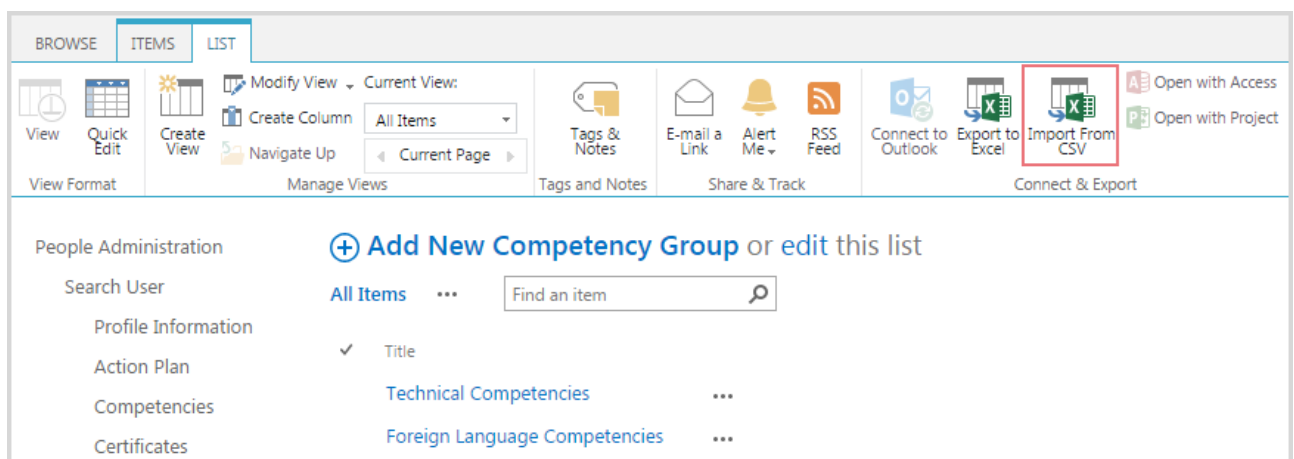 BROWSE ITEMS LIST
View
Quick
Edit
View Format
Create
View
Modify View
Create Column
Navigate Up
Current View:
All Items
Current Page
Manage Views
Tags &
Notes
Tags and Notes
E-mail a
Link
Alert
Me
RSS
Feed
Share & Track
Connect to
Outlook
Export to
Excel
Import From
CSV
Open with Access
Open with Project
Connect & Export
People Administration
Search User
Profile Information
Action Plan
Competencies
Certificates
Add New Competency Group or edit this list
All Items ... Find an item
Title
Technical Competencies ...
Foreign Language Competencies ...